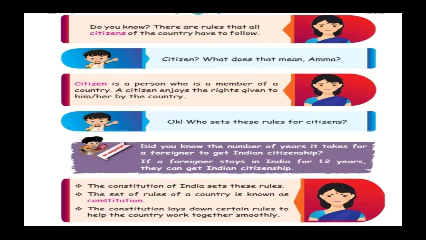 Do you know? There are rules that all
citizens of the country have to follow.
Citizen? What does that mean, Amma?
Citizen is a person who is a member of a
country. A citizen enjoys the rights given to
him/her by the country.
Ok! Who sets these rules for citizens?
Did you know the number of years it takes for
a foreigner to get Indian citizenship?
If a foreigner stays in India for 12 years,
they can get Indian citizenship.
❖ The constitution of India sets these rules.
❖ The set of rules of a country is known as
constitution.
❖ The constitution lays down certain rules to
help the country work together smoothly.